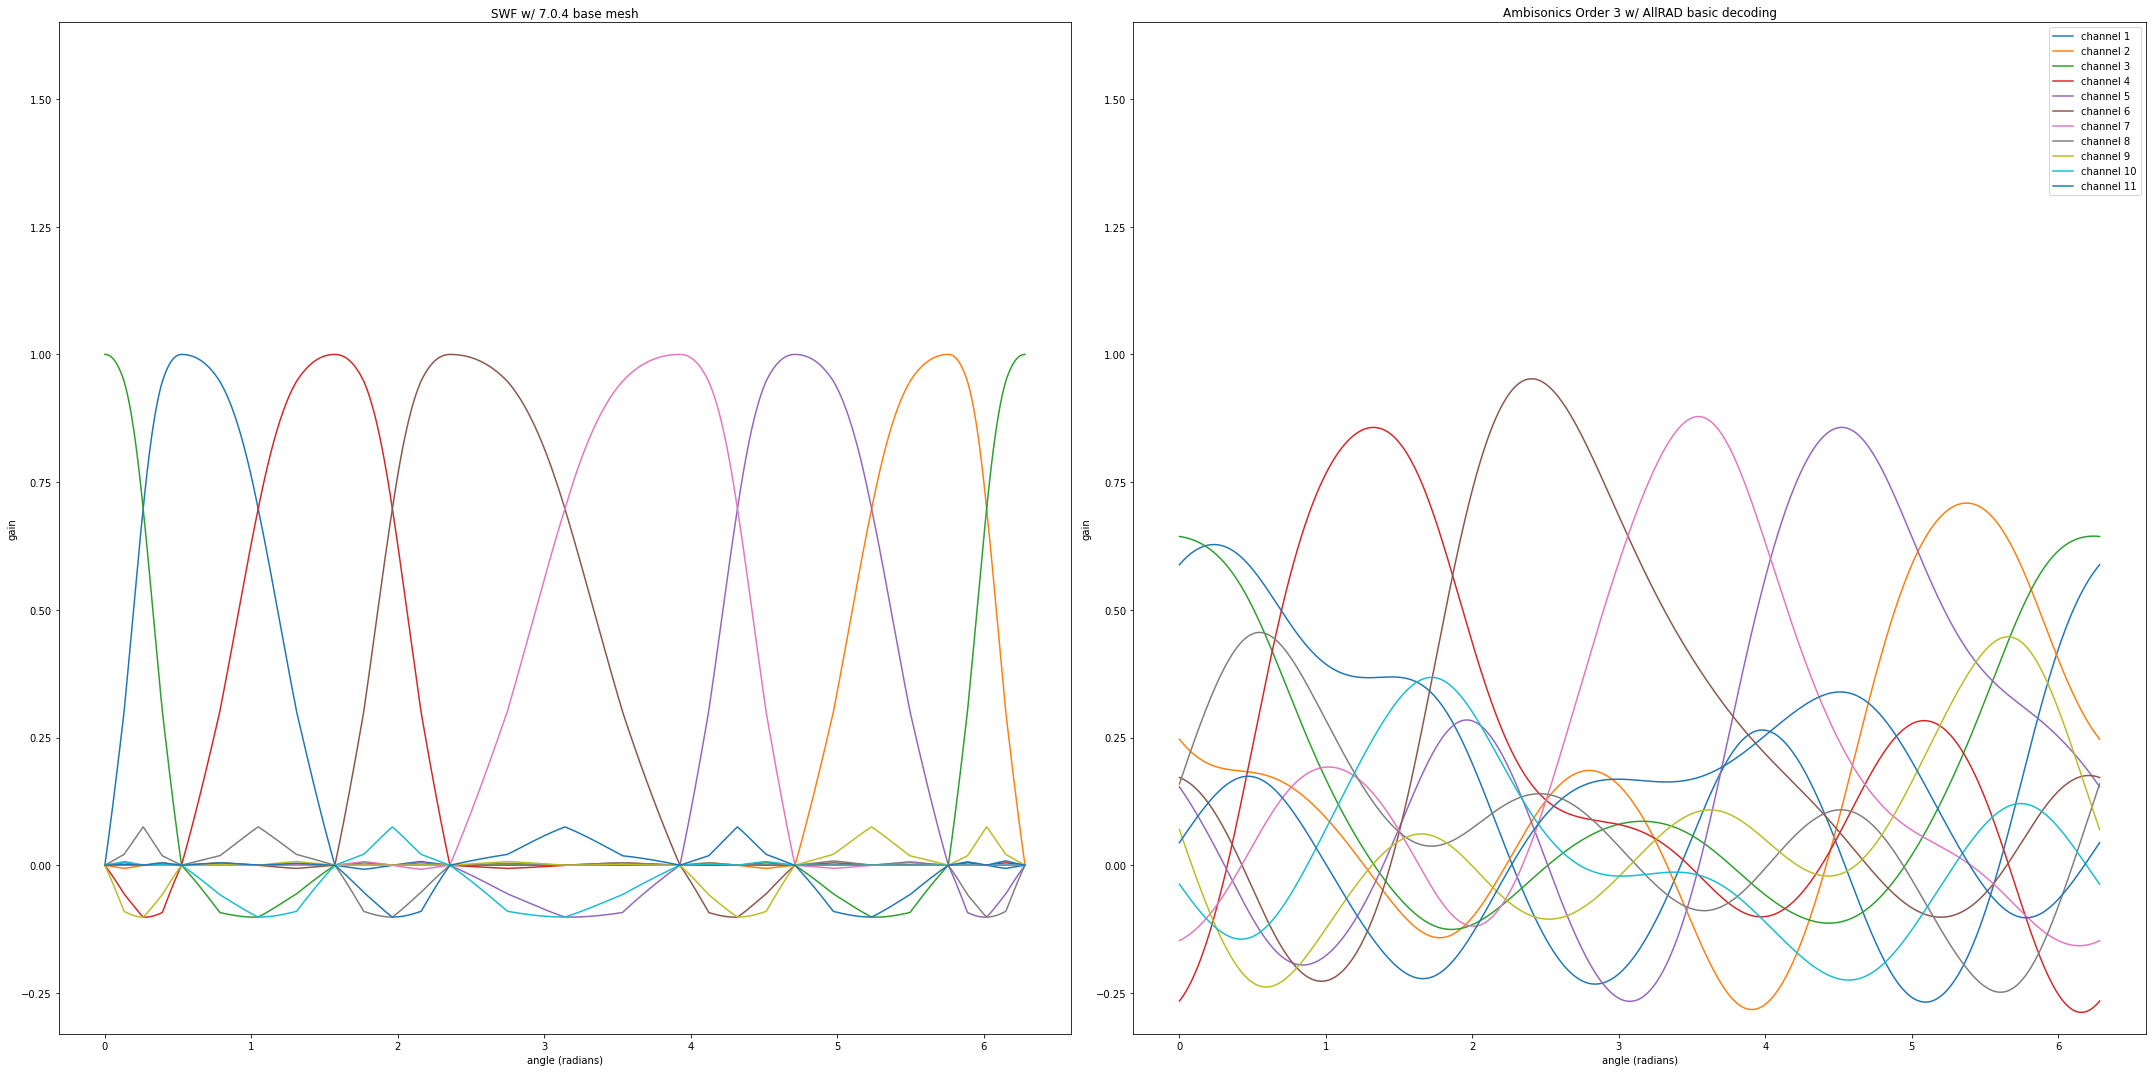 SWF w/ 7.0.4 base mesh
1.50
1.25
1.00
0.75
0.50
0.25
0.00
−0.25
gain
0 1 2 3 4 5 6
angle (radians)
Ambisonics Order 3 w/ AllRAD basic decoding
channel 1
channel 2
channel 3
channel 4
channel 5
channel 6
channel 7
channel 8
channel 9
channel 10
channel 11
1.50
1.25
1.00
0.75
0.50
0.25
0.00
−0.25
gain
0 1 2 3 4 5 6
angle (radians)